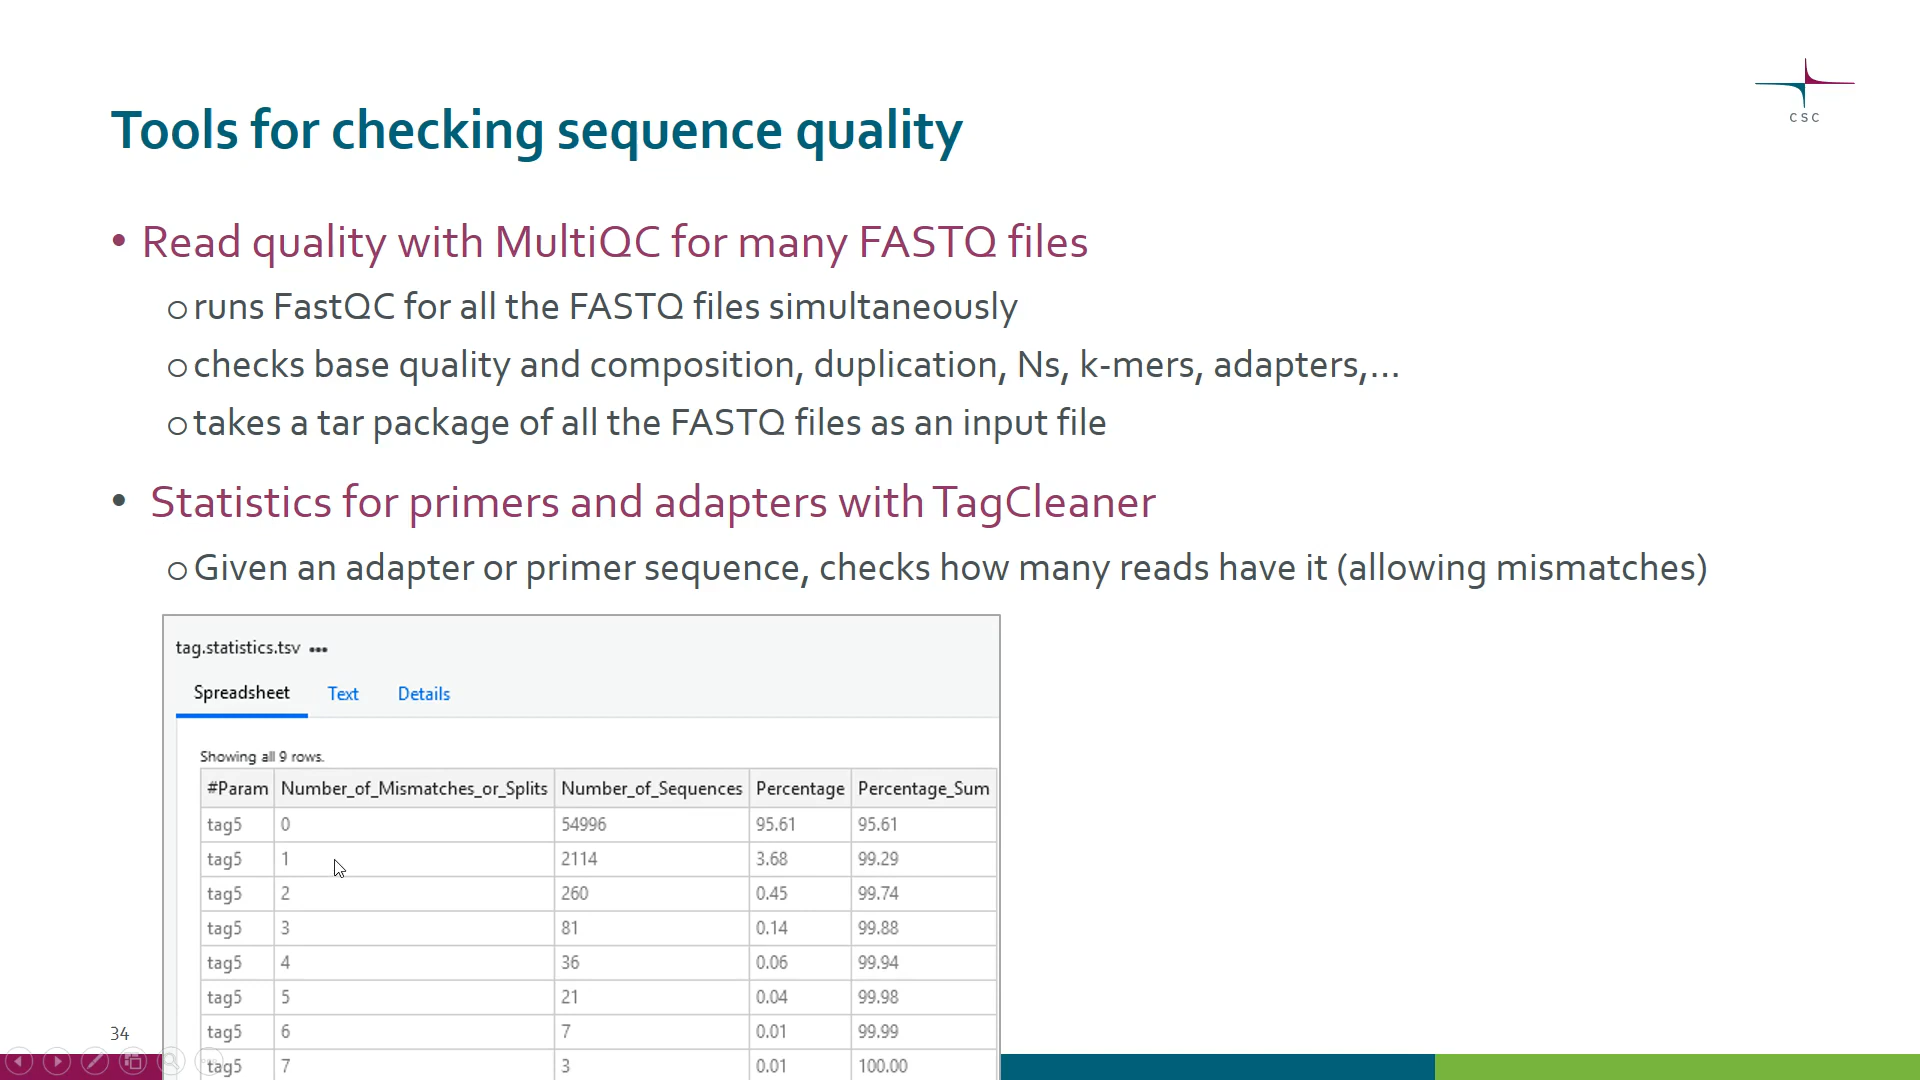 CSC
Tools for checking sequence quality
• Read quality with MultiQC for many FASTQ files
o runs FastQC for all the FASTQ files simultaneously
o checks base quality and composition, duplication, Ns, k-mers, adapters,...
o takes a tar package of all the FASTQ files as an input file
• Statistics for primers and adapters with TagCleaner
o Given an adapter or primer sequence, checks how many reads have it (allowing mismatches)
tag.statistics.tsv •••
Spreadsheet Text Details
Showing all 9 rows.
#Param Number_of_Mismatches_or_Splits Number_of_Sequences Percentage Percentage_Sum
tag5 0 54996 95.61 95.61
tag5 1 2114 3.68 99.29
tag5 2 260 0.45 99.74
tag5 3 81 0.14 99.88
tag5 4 36 0.06 99.94
tag5 5 21 0.04 99.98
tag5 6 7 0.01 99.99
tag5 7 3 0.01 100.00
34